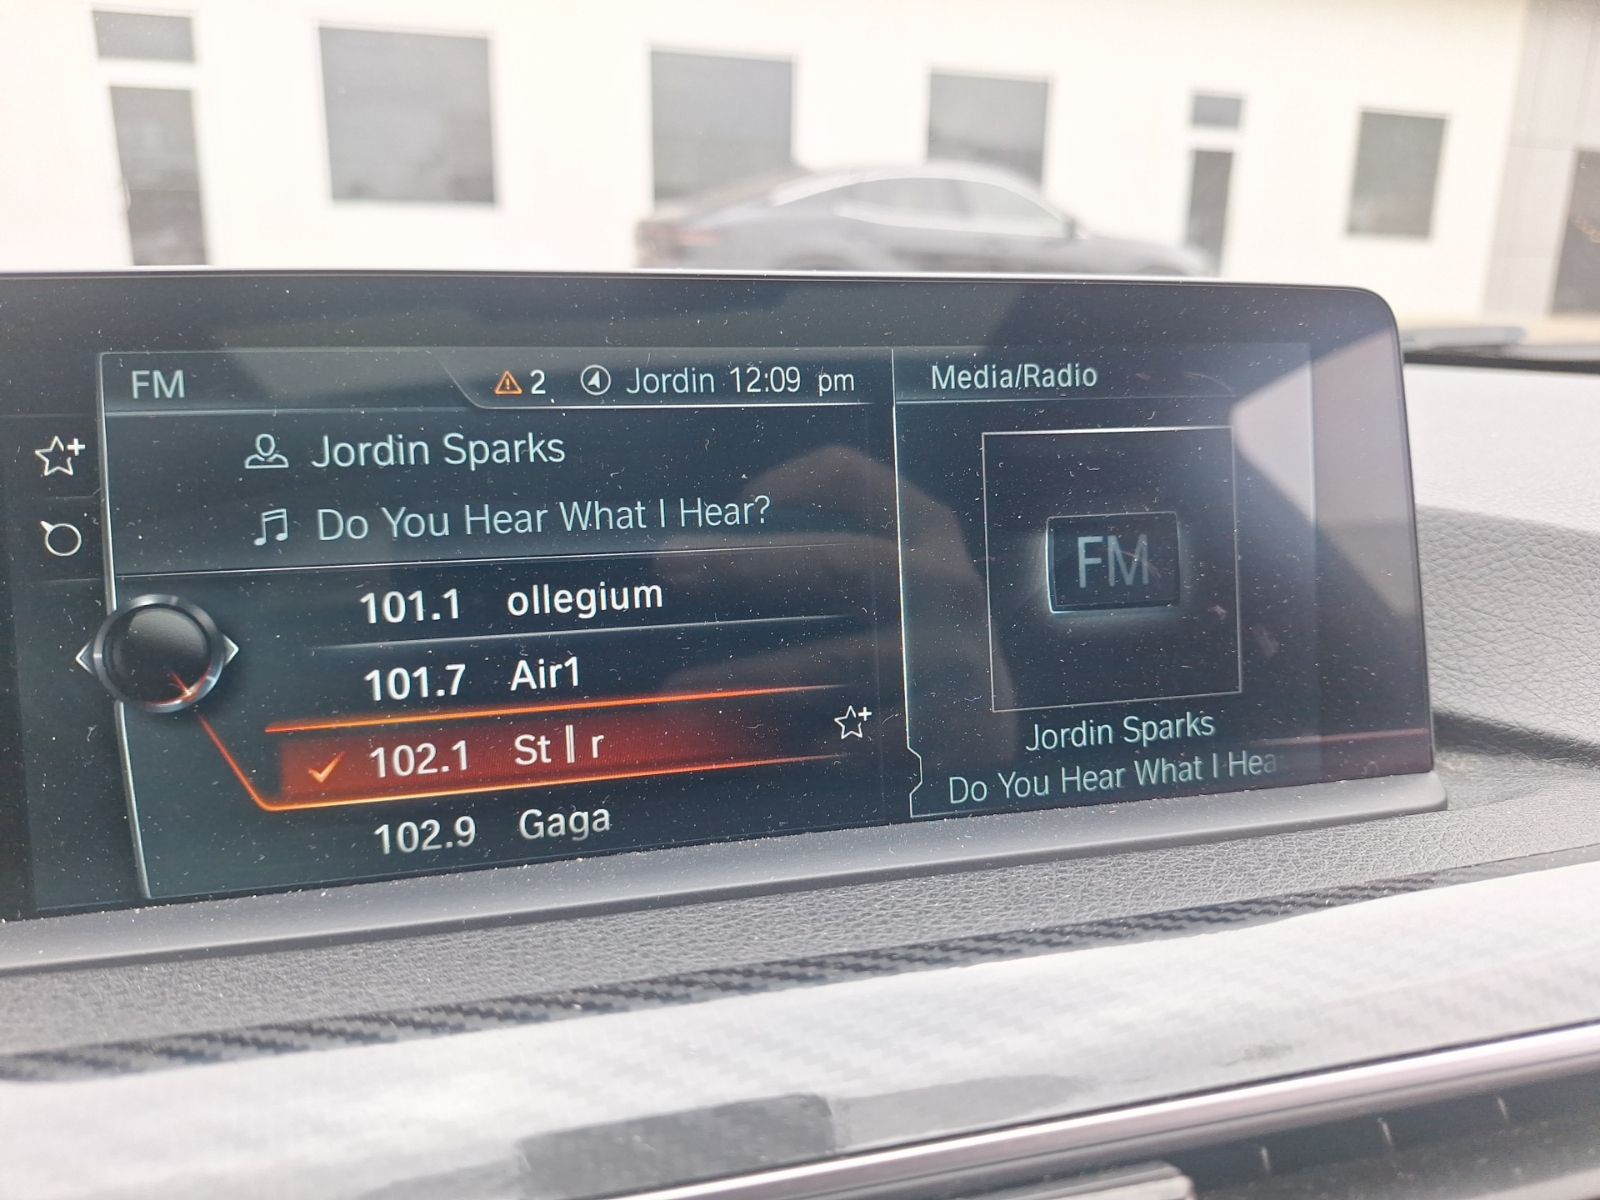 FM
2 Jordin 12:09 pm
Media/Radio
Jordin Sparks
Do You Hear What I Hear?
101.1 ollegium
101.7 Air1
102.1 St ‖ r
102.9 Gaga
FM
Jordin Sparks
Do You Hear What I Hea